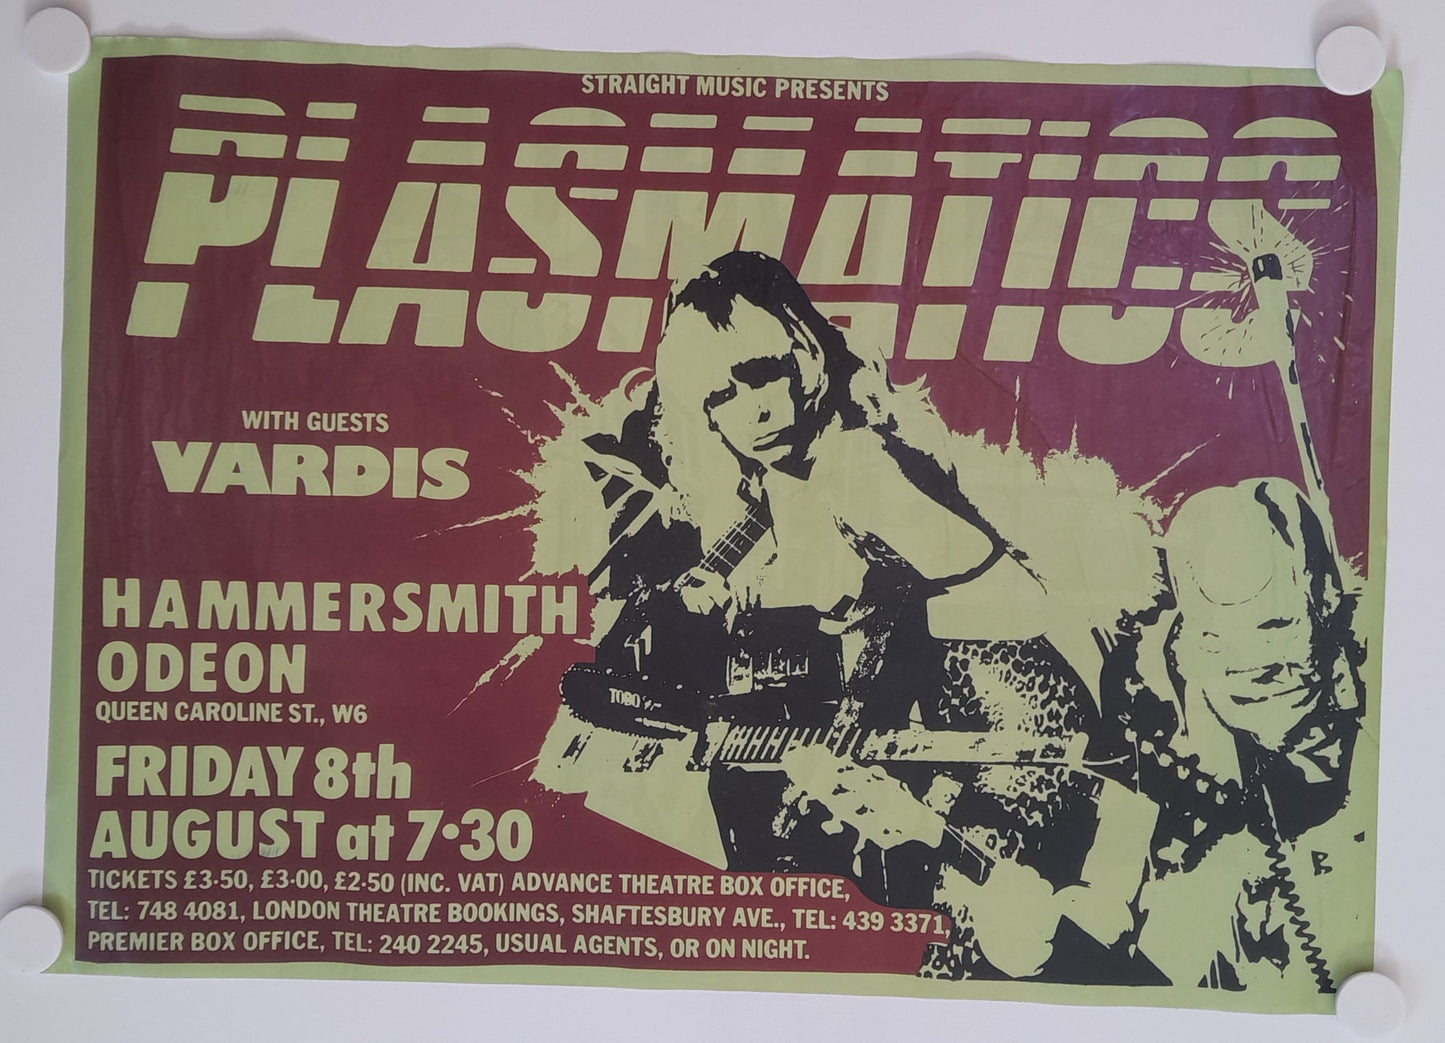 STRAIGHT MUSIC PRESENTS
PLASMATICS
WITH GUESTS
VARDIS
HAMMERSMITH
ODEON
QUEEN CAROLINE ST., W6
FRIDAY 8th
AUGUST at 7·30
TICKETS £3·50, £3·00, £2·50 (INC. VAT) ADVANCE THEATRE BOX OFFICE,
TEL: 748 4081, LONDON THEATRE BOOKINGS, SHAFTESBURY AVE., TEL: 439 3371,
PREMIER BOX OFFICE, TEL: 240 2245, USUAL AGENTS, OR ON NIGHT.